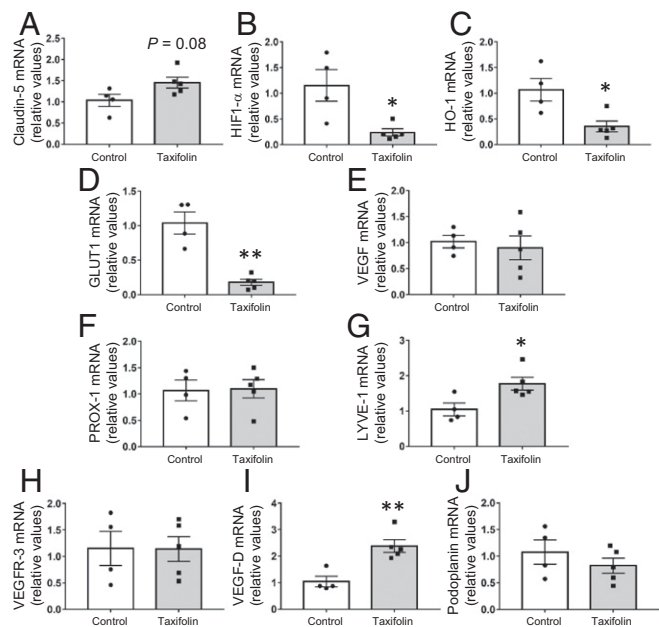 A
Claudin-5 mRNA
(relative values)
2.5
2.0
1.5
1.0
0.5
0.0
P = 0.08
Control
Taxifolin
B
HIF1-α mRNA
(relative values)
2.0
1.5
1.0
0.5
0.0
*
Control
Taxifolin
C
HO-1 mRNA
(relative values)
2.0
1.5
1.0
0.5
0.0
*
Control
Taxifolin
D
GLUT1 mRNA
(relative values)
1.5
1.0
0.5
0.0
**
Control
Taxifolin
E
VEGF mRNA
(relative values)
2.0
1.5
1.0
0.5
0.0
Control
Taxifolin
F
PROX-1 mRNA
(relative values)
2.0
1.5
1.0
0.5
0.0
Control
Taxifolin
G
LYVE-1 mRNA
(relative values)
3
2
1
0
*
Control
Taxifolin
H
VEGFR-3 mRNA
(relative values)
2.0
1.5
1.0
0.5
0.0
Control
Taxifolin
I
VEGF-D mRNA
(relative values)
4
3
2
1
0
**
Control
Taxifolin
J
Podoplanin mRNA
(relative values)
2.0
1.5
1.0
0.5
0.0
Control
Taxifolin